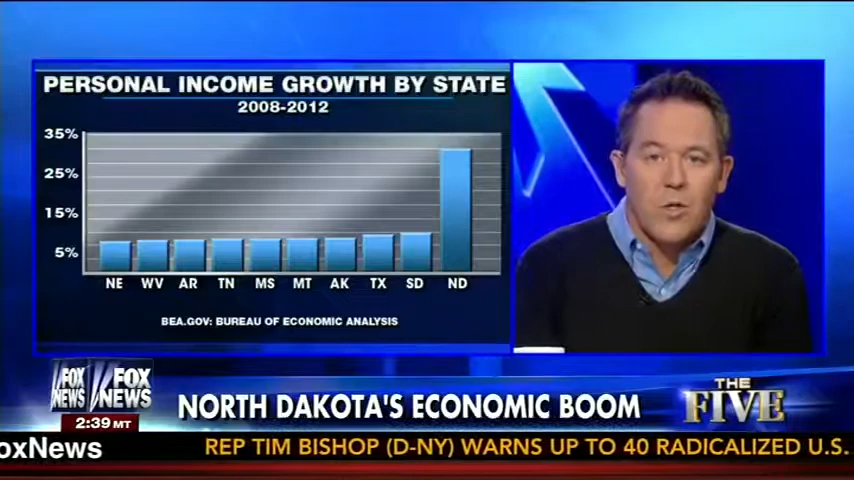 PERSONAL INCOME GROWTH BY STATE
2008-2012
35%
25%
15%
5%
NE WV AR TN MS MT AK TX SD ND
BEA.GOV: BUREAU OF ECONOMIC ANALYSIS
FOX NEWS
FOX NEWS
2:39 MT
NORTH DAKOTA'S ECONOMIC BOOM
THE FIVE
oxNews
REP TIM BISHOP (D-NY) WARNS UP TO 40 RADICALIZED U.S.